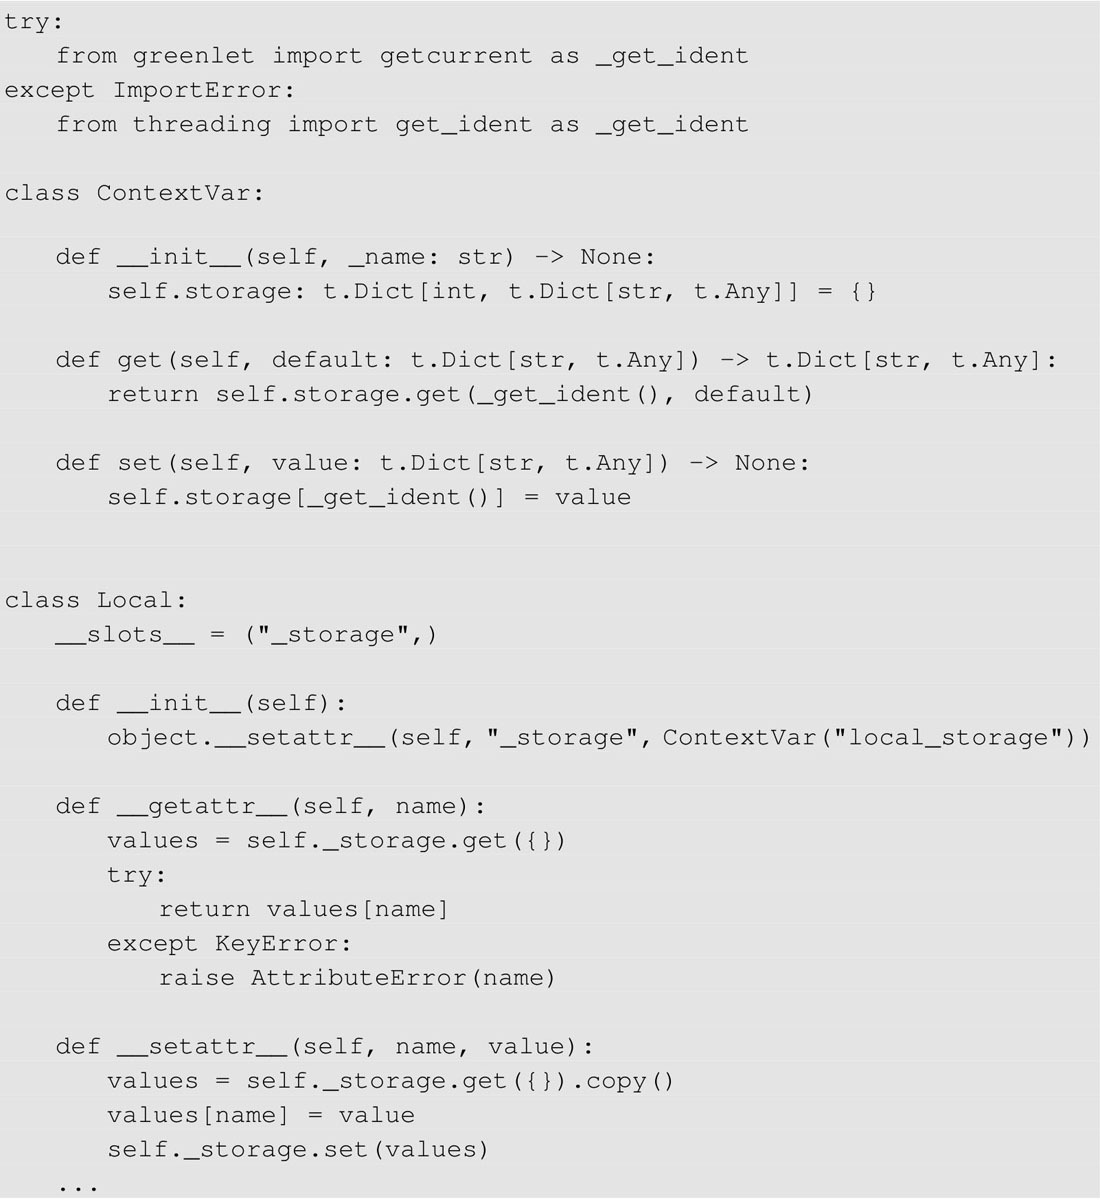 try:
    from greenlet import getcurrent as _get_ident
except ImportError:
    from threading import get_ident as _get_ident

class ContextVar:

    def __init__(self, _name: str) -> None:
        self.storage: t.Dict[int, t.Dict[str, t.Any]] = {}

    def get(self, default: t.Dict[str, t.Any]) -> t.Dict[str, t.Any]:
        return self.storage.get(_get_ident(), default)

    def set(self, value: t.Dict[str, t.Any]) -> None:
        self.storage[_get_ident()] = value


class Local:
    __slots__ = ("_storage",)

    def __init__(self):
        object.__setattr__(self, "_storage", ContextVar("local_storage"))

    def __getattr__(self, name):
        values = self._storage.get({})
        try:
            return values[name]
        except KeyError:
            raise AttributeError(name)

    def __setattr__(self, name, value):
        values = self._storage.get({}).copy()
        values[name] = value
        self._storage.set(values)
    ...